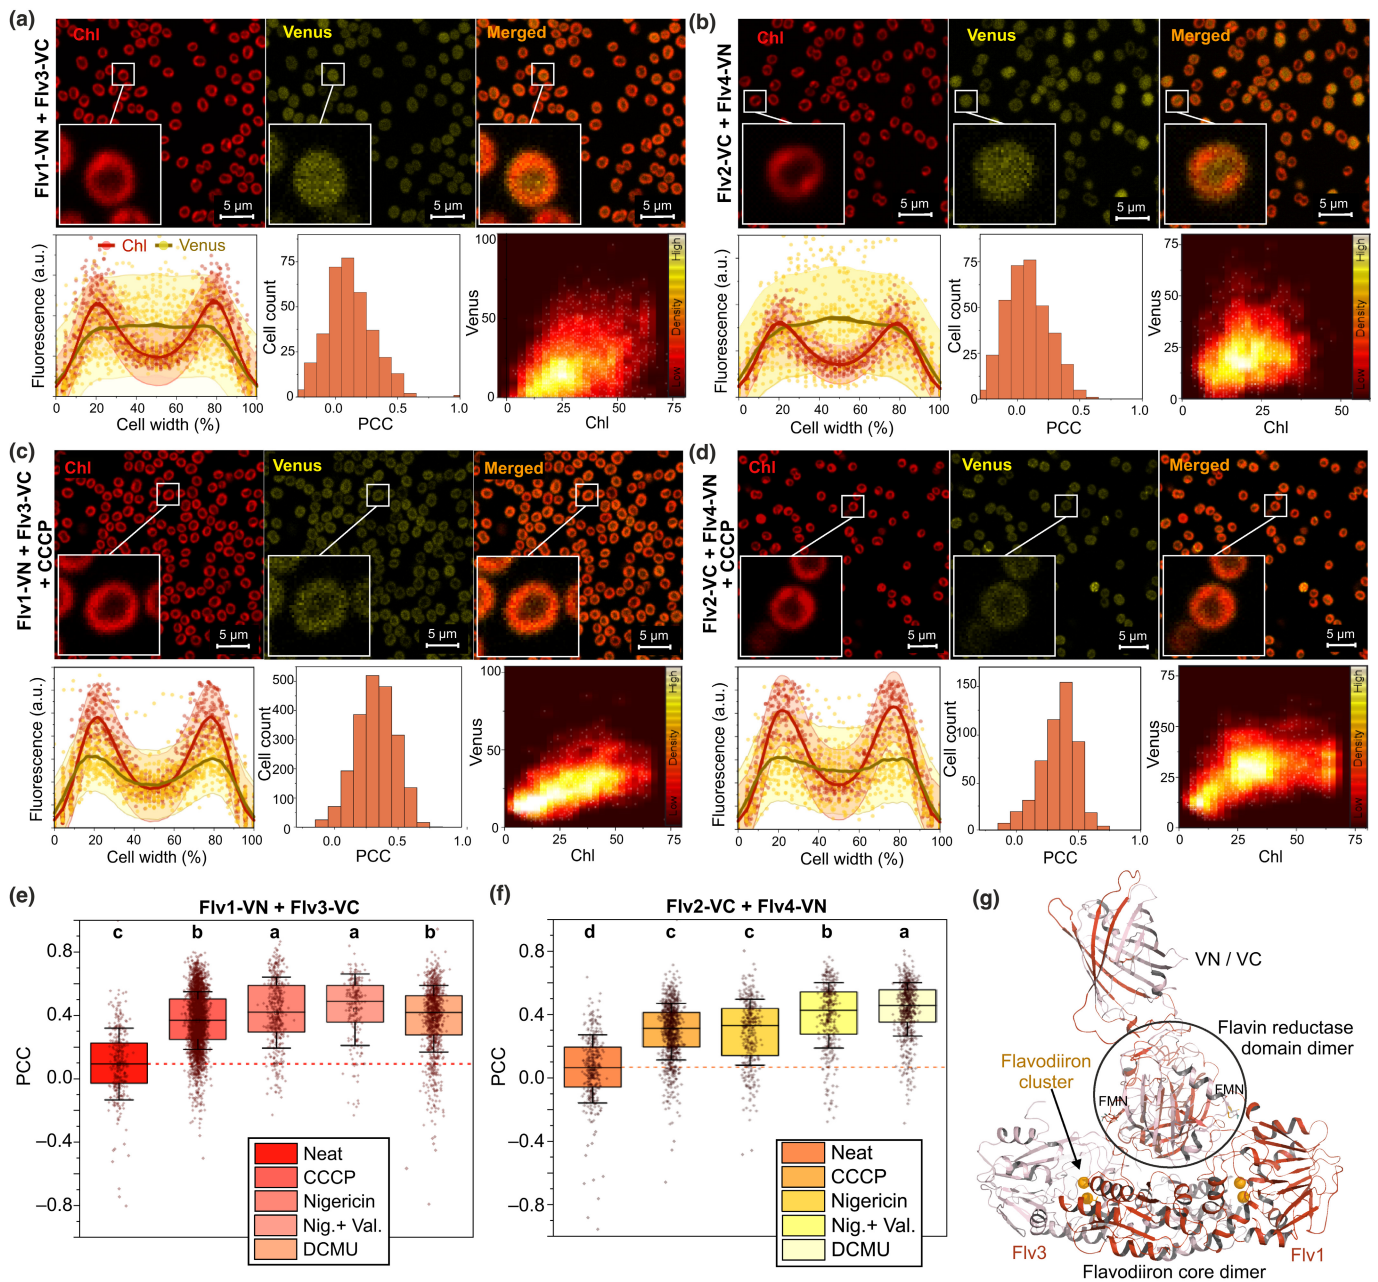 (a)
Flv1-VN + Flv3-VC
Chl
Venus
Merged
5 µm
5 µm
5 µm
Fluorescence (a.u.)
Chl
Venus
0 20 40 60 80 100
Cell width (%)
Cell count
75
50
25
0
0.0 0.5 1.0
PCC
Venus
100
50
0
0 25 50 75
Chl
High
Density
Low
(b)
Flv2-VC + Flv4-VN
Chl
Venus
Merged
5 µm
5 µm
5 µm
Fluorescence (a.u.)
0 20 40 60 80 100
Cell width (%)
Cell count
75
50
25
0
0.0 0.5 1.0
PCC
Venus
75
50
25
0
0 25 50
Chl
High
Density
Low
(c)
Flv1-VN + Flv3-VC
+ CCCP
Chl
Venus
Merged
5 µm
5 µm
5 µm
Fluorescence (a.u.)
0 20 40 60 80 100
Cell width (%)
Cell count
500
400
300
200
100
0
0.0 0.5 1.0
PCC
Venus
100
50
0
0 25 50 75
Chl
High
Density
Low
(d)
Flv2-VC + Flv4-VN
+ CCCP
Chl
Venus
Merged
5 µm
5 µm
5 µm
Fluorescence (a.u.)
0 20 40 60 80 100
Cell width (%)
Cell count
150
100
50
0
0.0 0.5 1.0
PCC
Venus
75
50
25
0
0 25 50 75
Chl
High
Density
Low
(e)
Flv1-VN + Flv3-VC
c b a a b
PCC
0.8
0.4
0.0
–0.4
–0.8
Neat
CCCP
Nigericin
Nig.+ Val.
DCMU
(f)
Flv2-VC + Flv4-VN
d c c b a
PCC
0.8
0.4
0.0
–0.4
–0.8
Neat
CCCP
Nigericin
Nig.+ Val.
DCMU
(g)
VN / VC
Flavin reductase
domain dimer
Flavodiiron
cluster
FMN
FMN
Flv3
Flv1
Flavodiiron core dimer